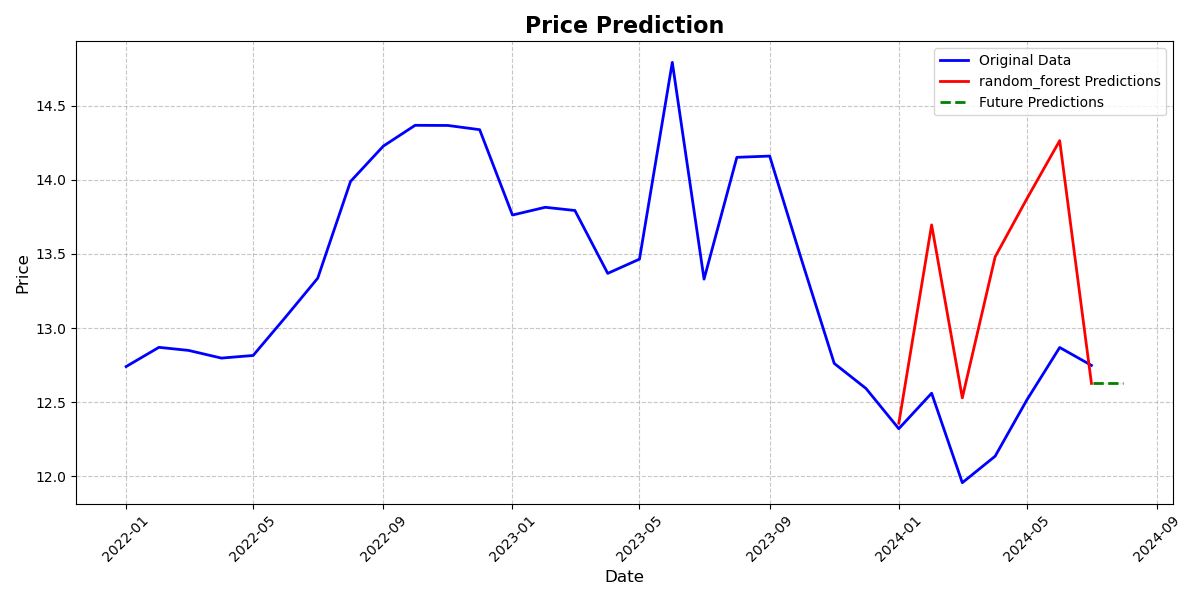 Price Prediction
Original Data
random_forest Predictions
Future Predictions
Price
14.5
14.0
13.5
13.0
12.5
12.0
2022-01
2022-05
2022-09
2023-01
2023-05
2023-09
2024-01
2024-05
2024-09
Date